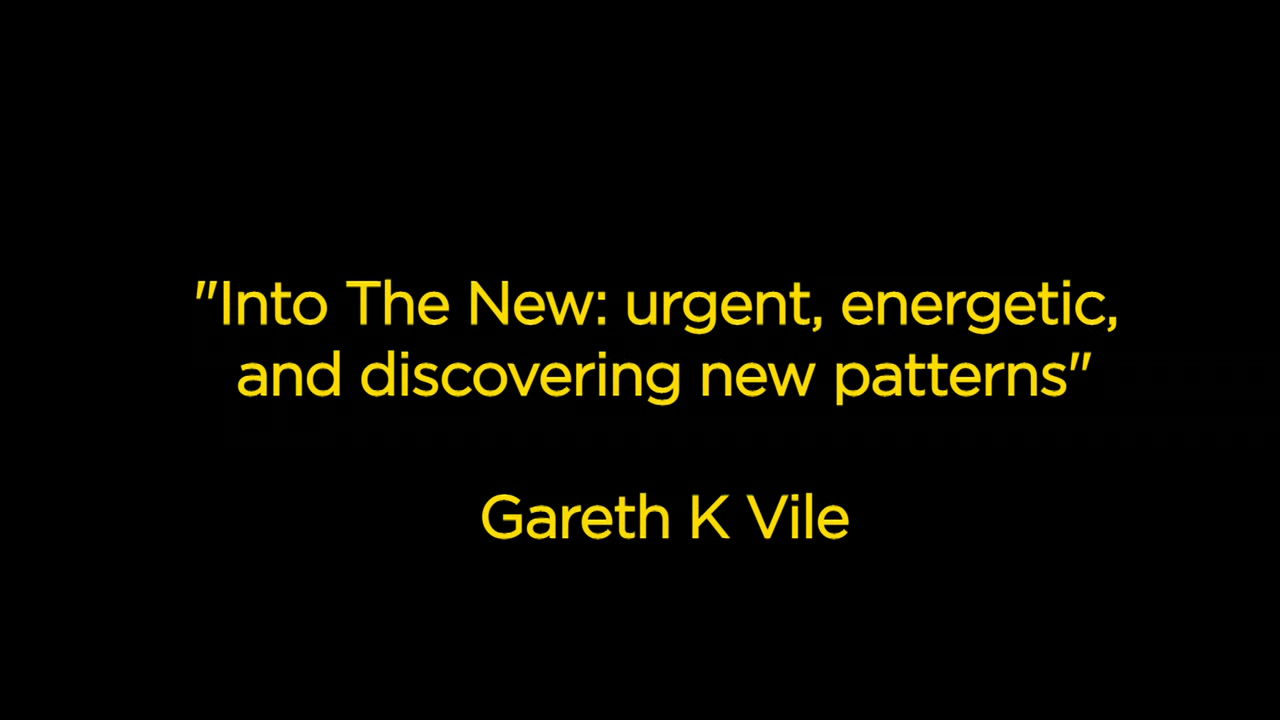 "Into The New: urgent, energetic,
and discovering new patterns"
Gareth K Vile